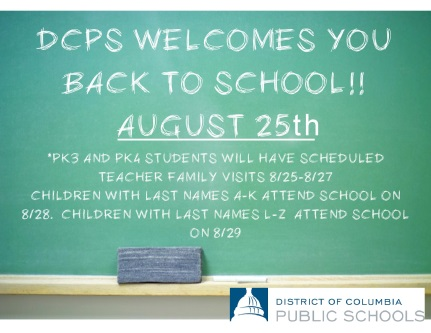 DCPS WELCOMES YOU
BACK TO SCHOOL!!
AUGUST 25th
*PK3 AND PK4 STUDENTS WILL HAVE SCHEDULED
TEACHER FAMILY VISITS 8/25-8/27
CHILDREN WITH LAST NAMES A-K ATTEND SCHOOL ON
8/28. CHILDREN WITH LAST NAMES L-Z ATTEND SCHOOL
ON 8/29
DISTRICT OF COLUMBIA
PUBLIC SCHOOLS